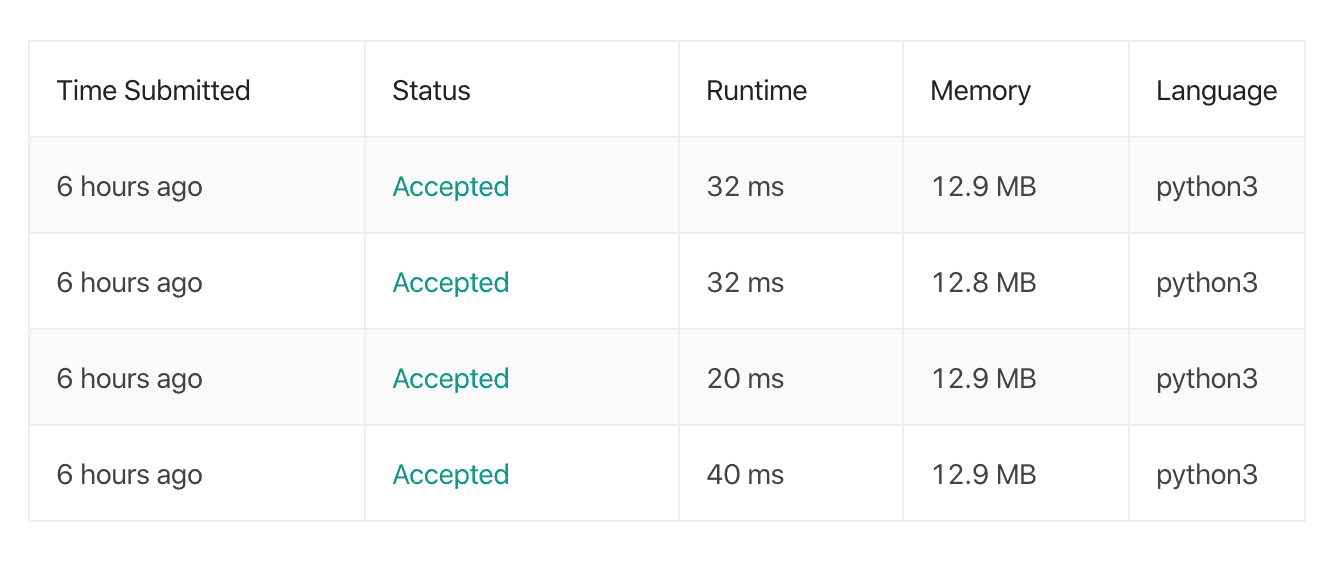 Time Submitted Status Runtime Memory Language
6 hours ago Accepted 32 ms 12.9 MB python3
6 hours ago Accepted 32 ms 12.8 MB python3
6 hours ago Accepted 20 ms 12.9 MB python3
6 hours ago Accepted 40 ms 12.9 MB python3